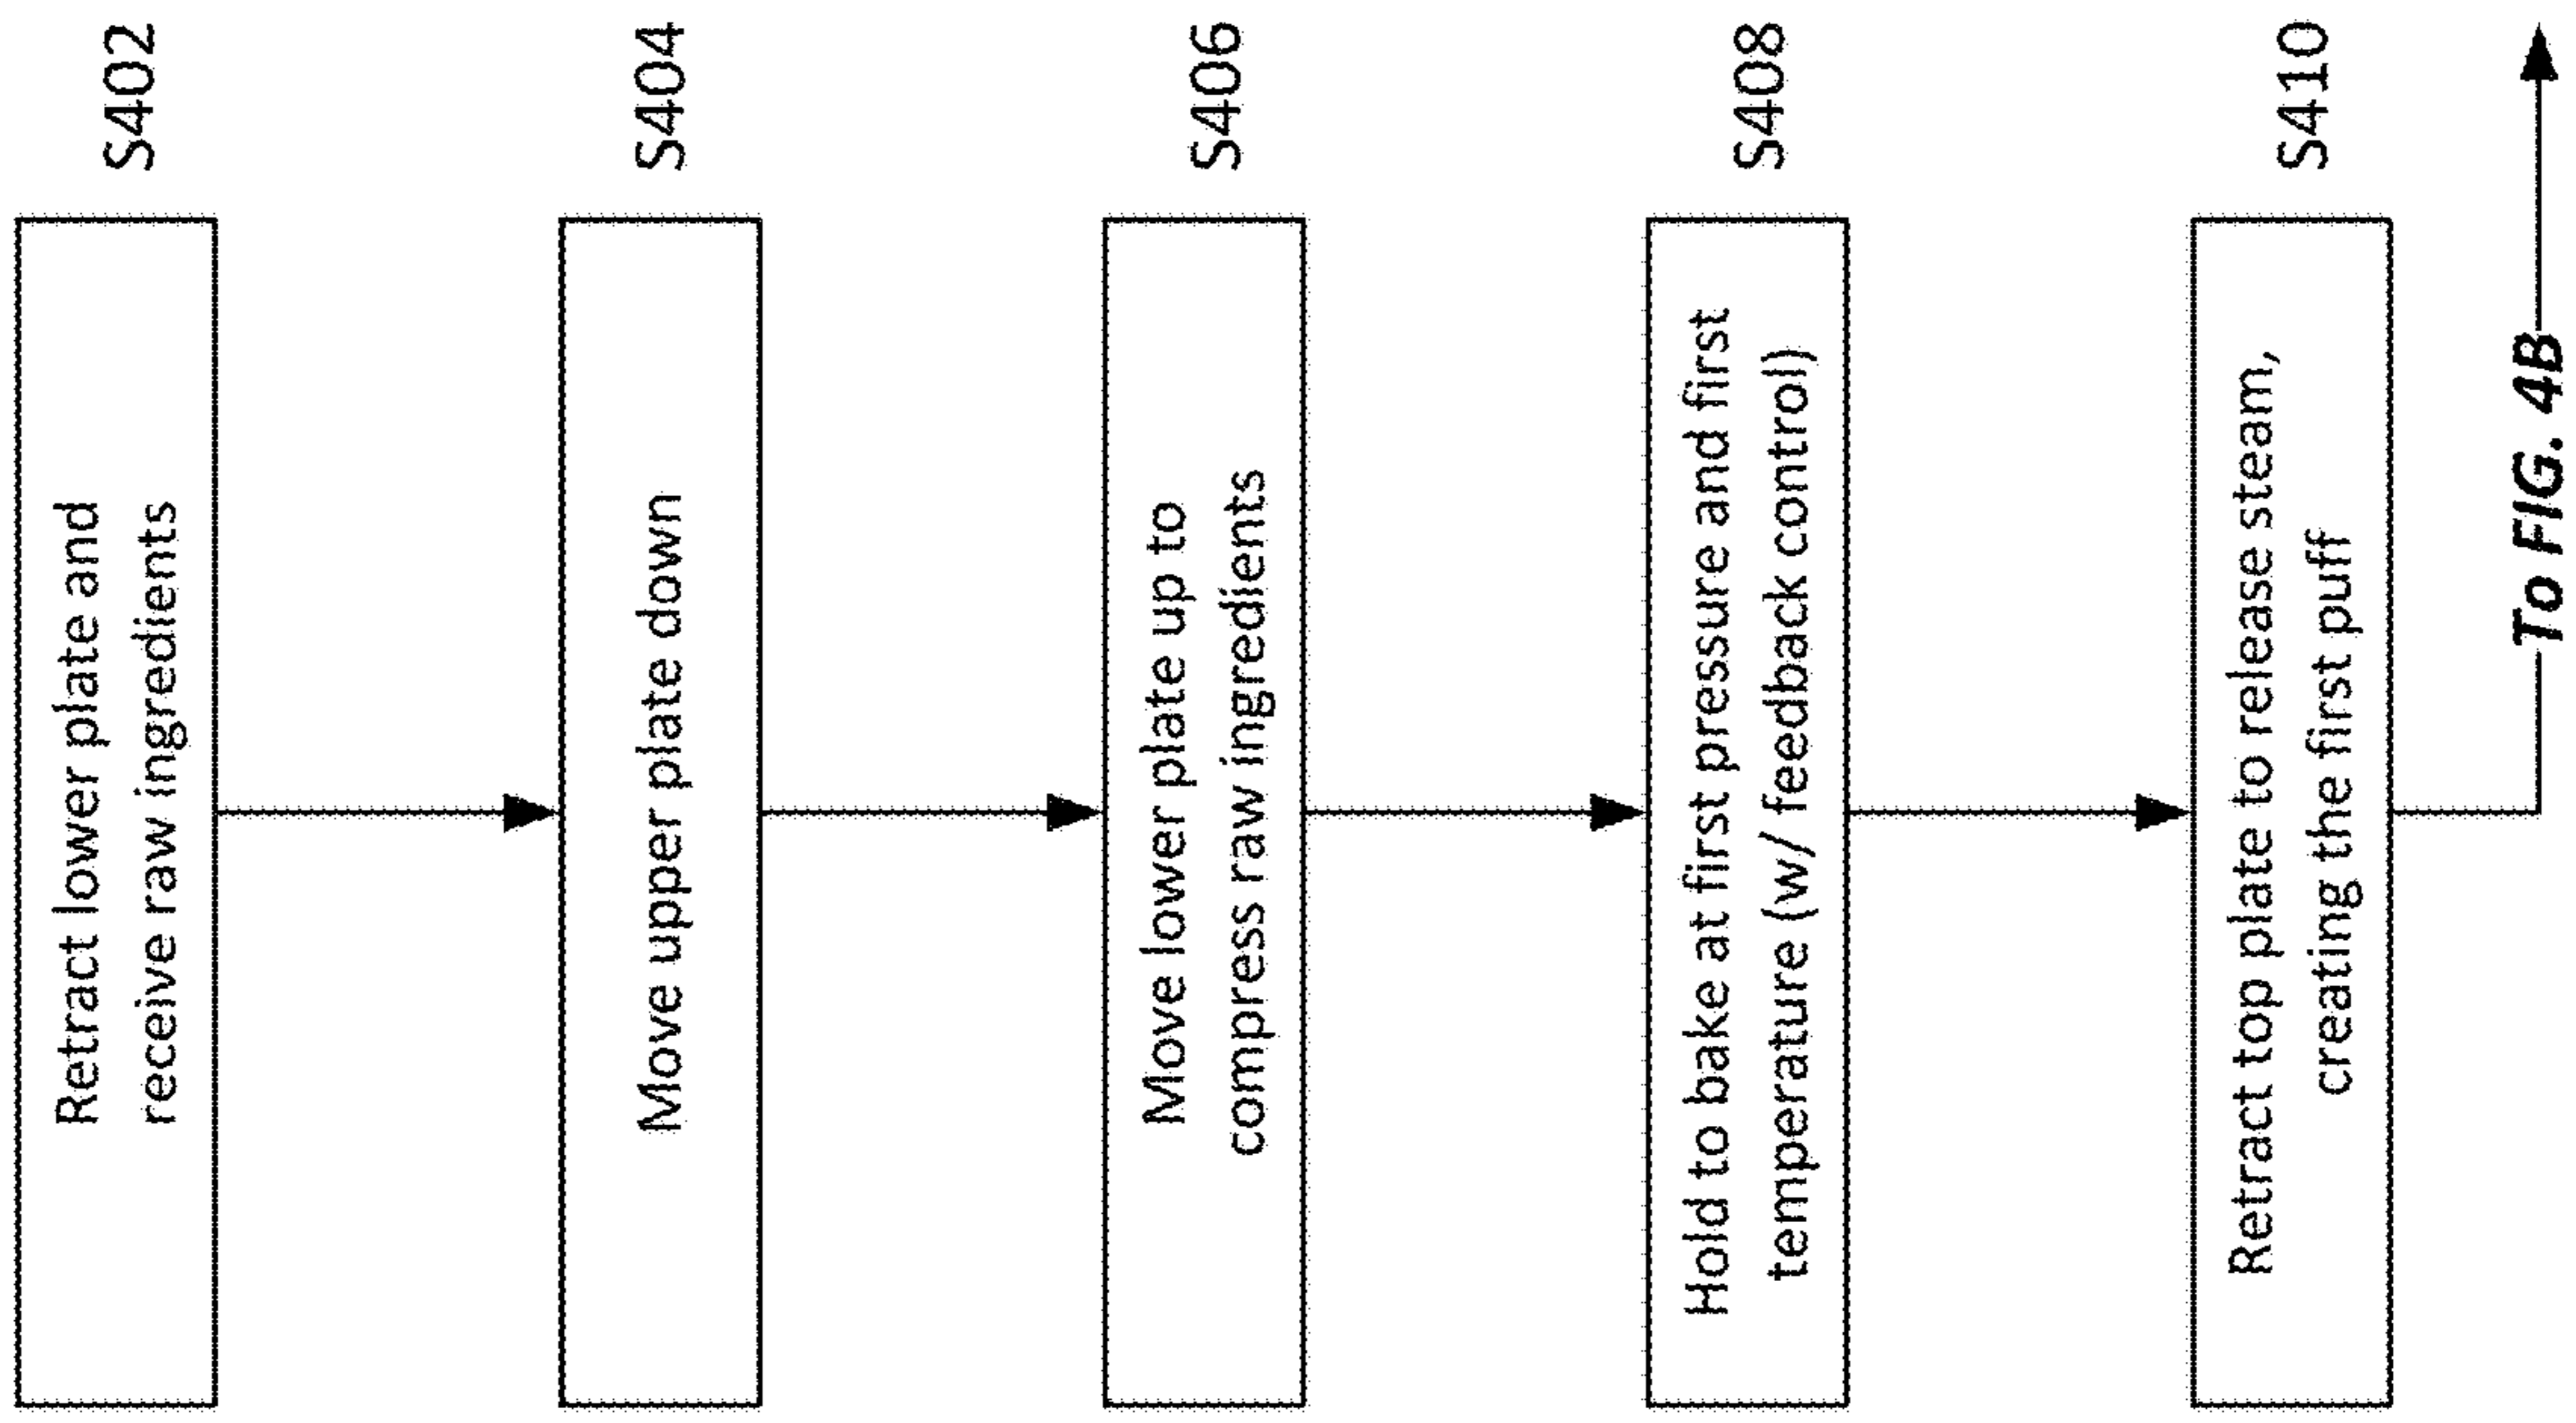 Retract lower plate and
receive raw ingredients
S402
Move upper plate down
S404
Move lower plate up to
compress raw ingredients
S406
Hold to bake at first pressure and first
temperature (w/ feedback control)
S408
Retract top plate to release steam,
creating the first puff
S410
To FIG. 4B